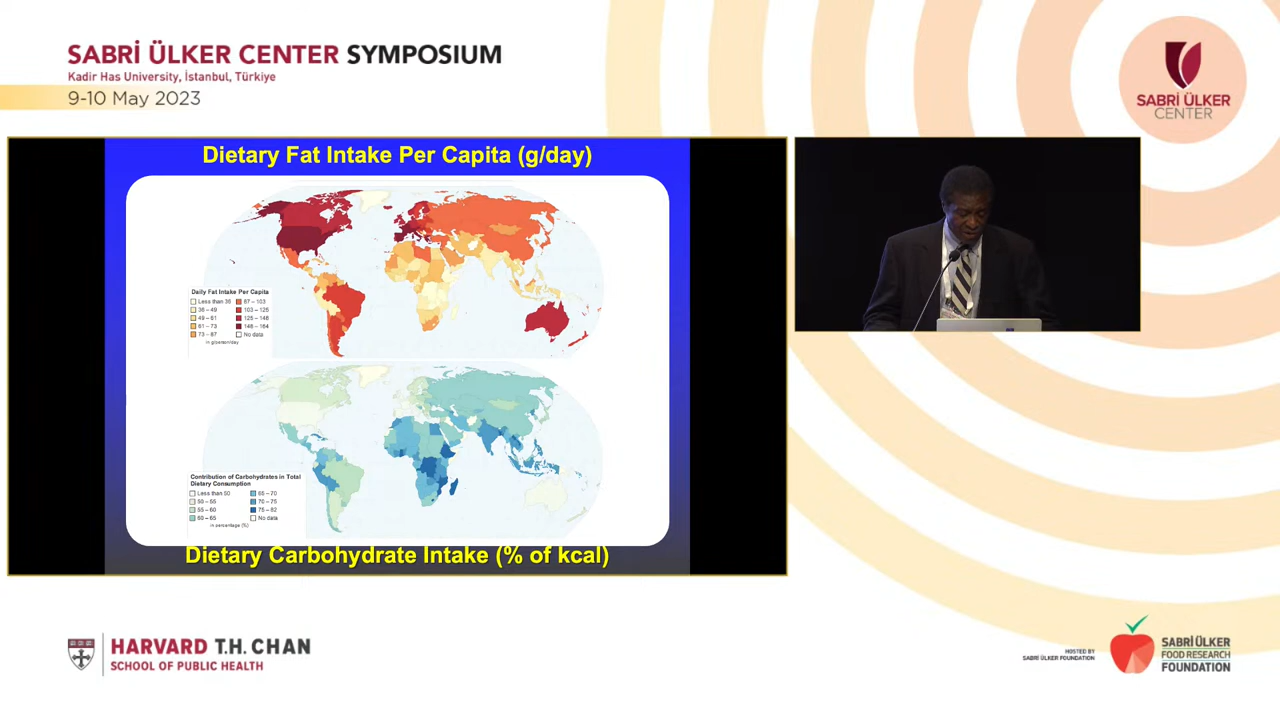 SABRİ ÜLKER CENTER SYMPOSIUM
Kadir Has University, İstanbul, Türkiye
9-10 May 2023
SABRİ ÜLKER
CENTER
Dietary Fat Intake Per Capita (g/day)
Daily Fat Intake Per Capita
Less than 36
36 – 49
49 – 61
61 – 73
73 – 87
87 – 103
103 – 125
125 – 148
148 – 164
No data
in g/person/day
Contribution of Carbohydrates in Total
Dietary Consumption
Less than 50
50 – 55
55 – 60
60 – 65
65 – 70
70 – 75
75 – 82
No data
in percentage (%)
Dietary Carbohydrate Intake (% of kcal)
HARVARD T.H. CHAN
SCHOOL OF PUBLIC HEALTH
HOSTED BY
SABRİ ÜLKER FOUNDATION
SABRİ ÜLKER
FOOD RESEARCH
FOUNDATION